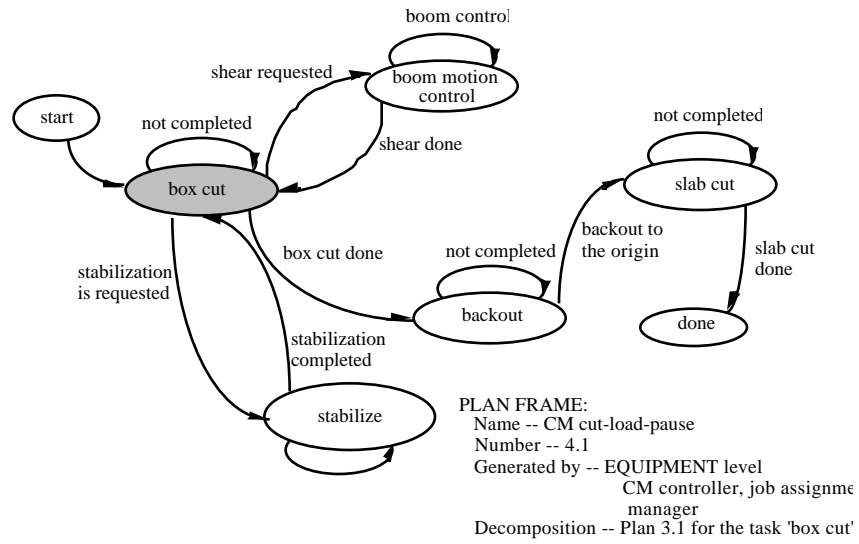 boom control
shear requested
boom motion
control
start
not completed
not completed
shear done
box cut
slab cut
backout to
the origin
box cut done
not completed
slab cut
done
stabilization
is requested
backout
done
stabilization
completed
stabilize
PLAN FRAME:
Name -- CM cut-load-pause
Number -- 4.1
Generated by -- EQUIPMENT level
CM controller, job assignme
manager
Decomposition -- Plan 3.1 for the task 'box cut'